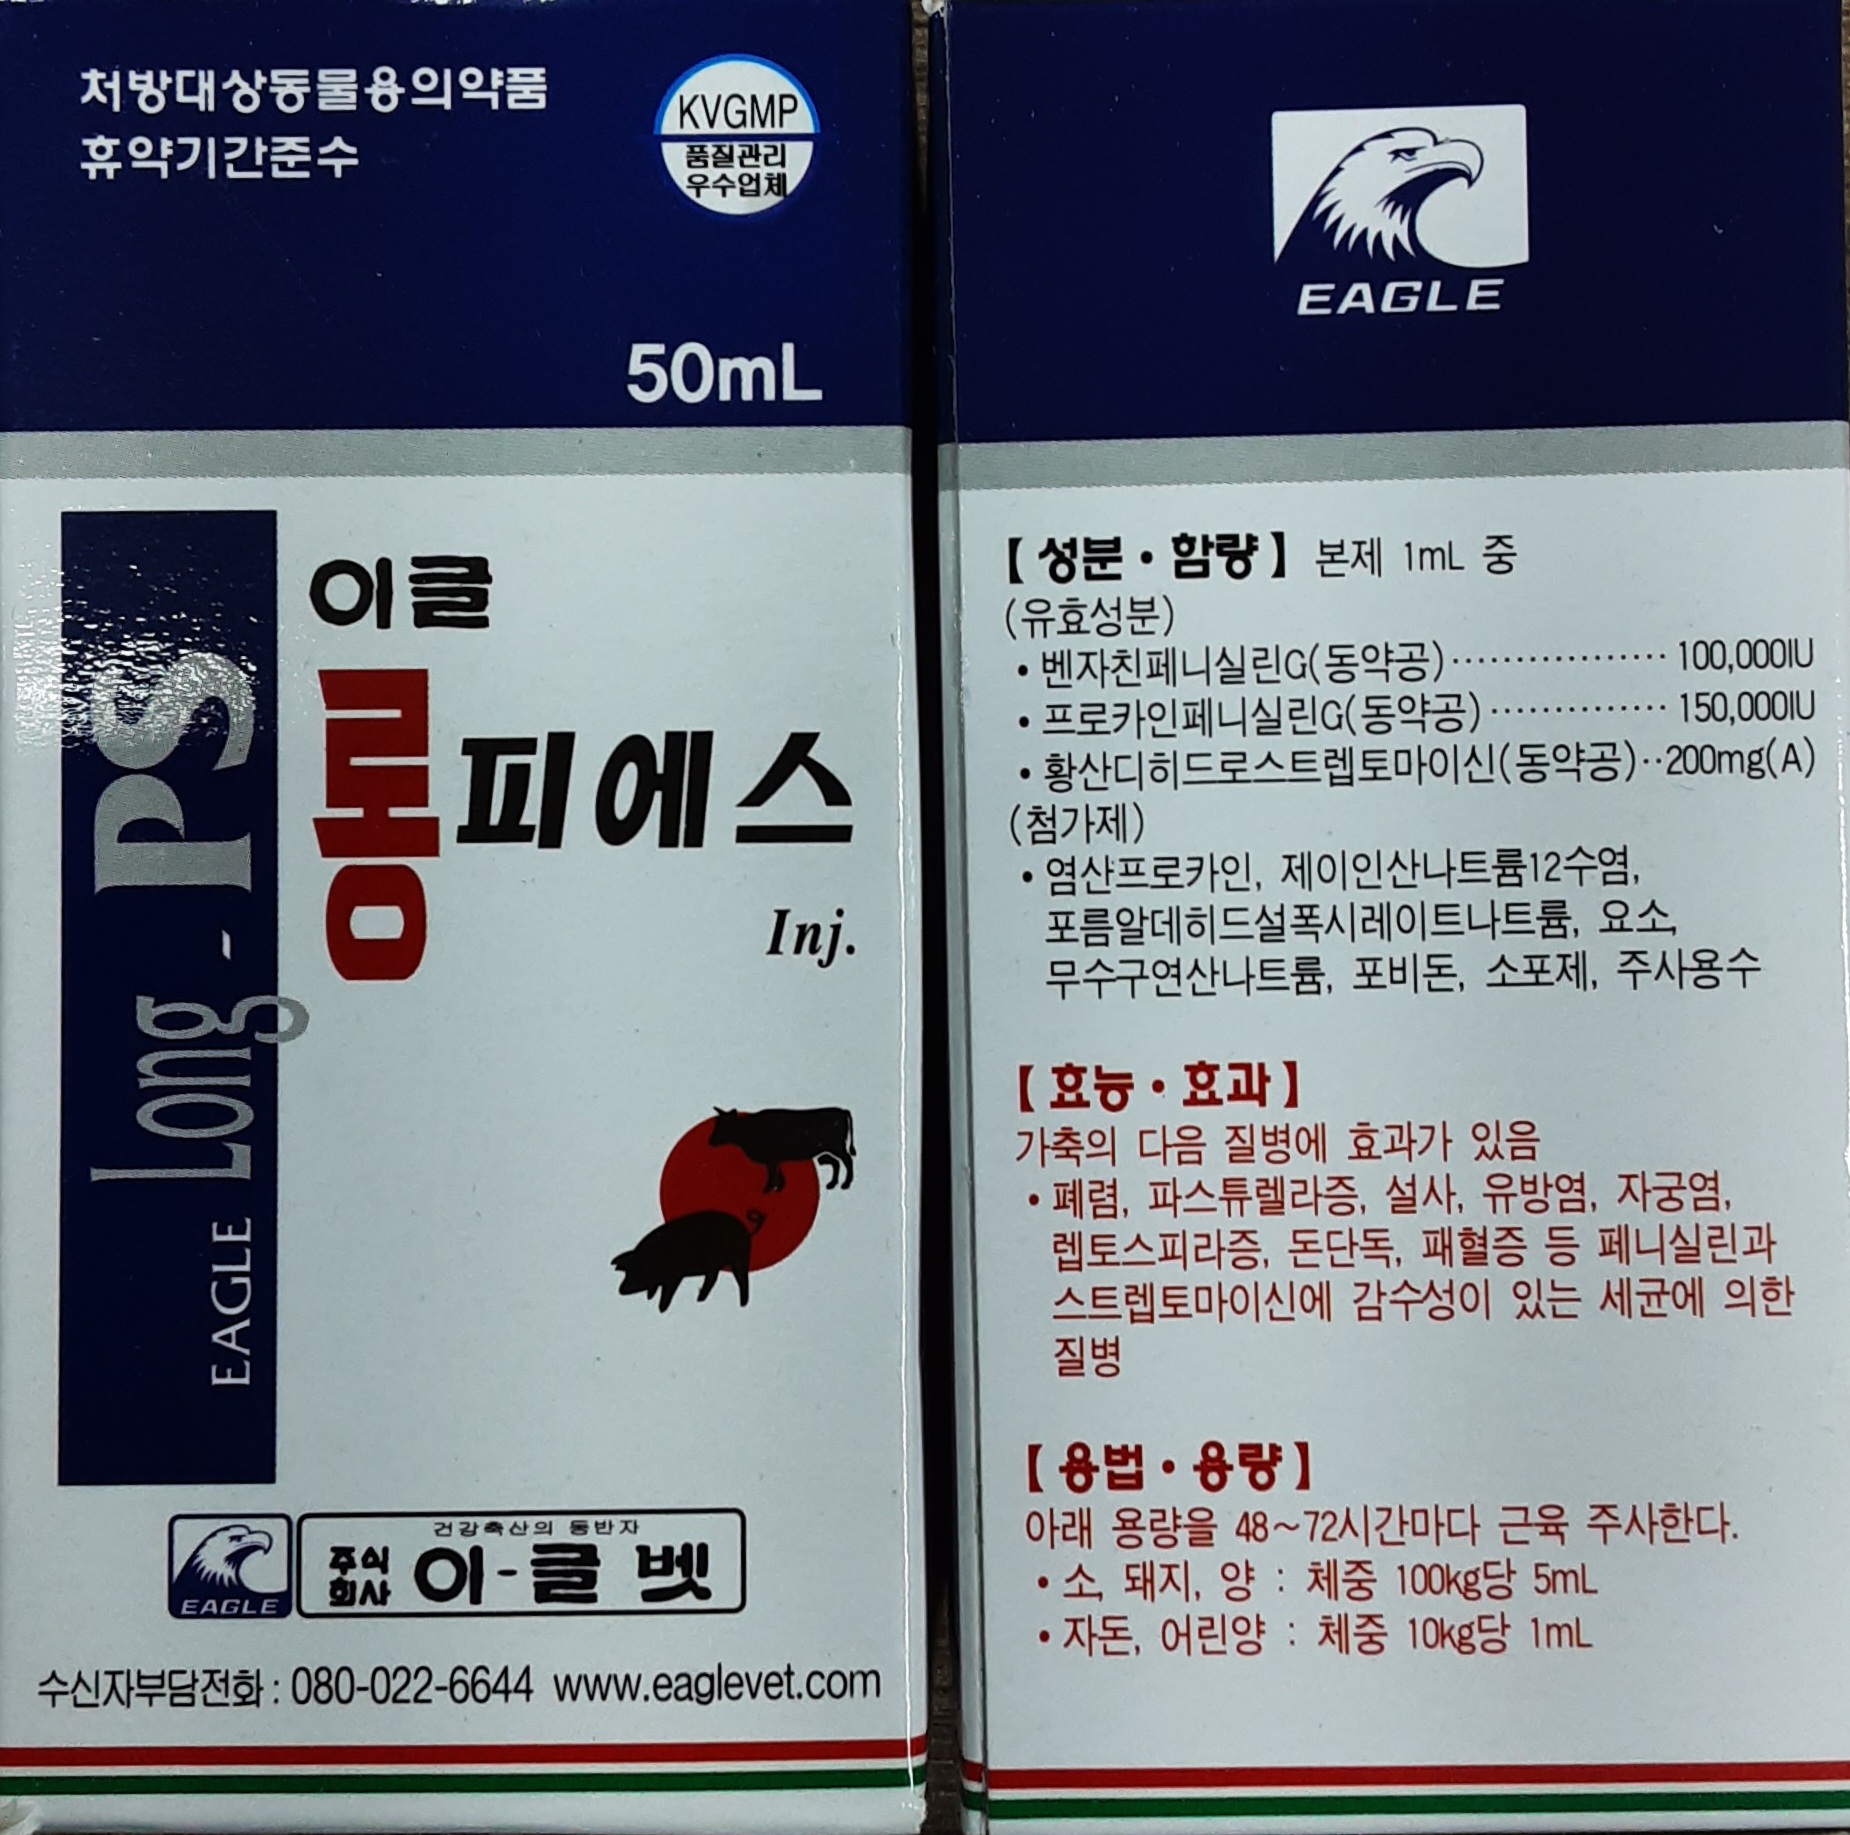 처방대상동물용의약품
휴약기간준수
KVGMP
품질관리
우수업체
50mL
이글
롱피에스
Inj.
EAGLE Long - PS
EAGLE
건강축산의 동반자
주식회사 이-글 벳
수신자부담전화 : 080-022-6644 www.eaglevet.com
EAGLE
【성분·함량】 본제 1mL 중
(유효성분)
• 벤자친페니실린G(동약공)················· 100,000IU
• 프로카인페니실린G(동약공)·············· 150,000IU
• 황산디히드로스트렙토마이신(동약공)··200mg(A)
(첨가제)
• 염산프로카인, 제이인산나트륨12수염,
포름알데히드설폭시레이트나트륨, 요소,
무수구연산나트륨, 포비돈, 소포제, 주사용수
【효능·효과】
가축의 다음 질병에 효과가 있음
• 폐렴, 파스튜렐라증, 설사, 유방염, 자궁염,
렙토스피라증, 돈단독, 패혈증 등 페니실린과
스트렙토마이신에 감수성이 있는 세균에 의한
질병
【용법·용량】
아래 용량을 48~72시간마다 근육 주사한다.
• 소, 돼지, 양 : 체중 100kg당 5mL
• 자돈, 어린양 : 체중 10kg당 1mL